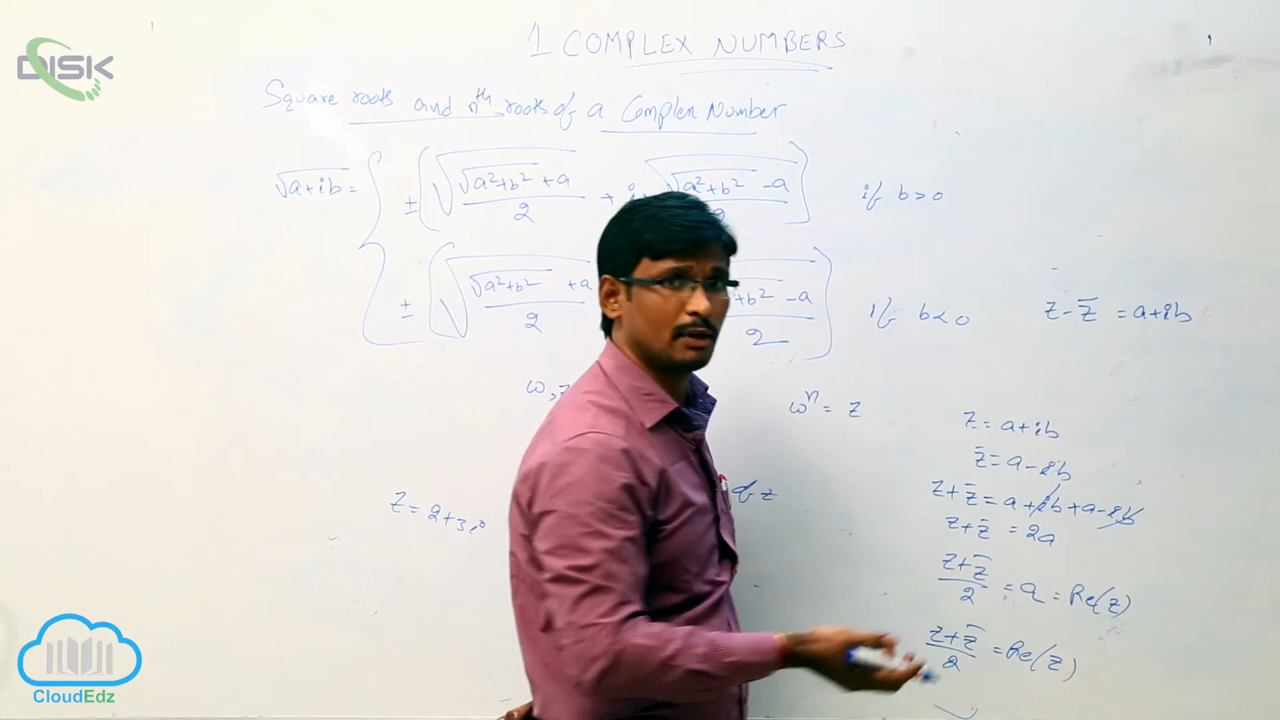 DISK
1 COMPLEX NUMBERS
Square roots and nth roots of a Complex Number
√a+ib = { ±(√(√a²+b² + a)/2 + i √(√a²+b² - a)/2) if b>0
±(√(√a²+b² + a)/2 +b² - a/2) if b<0
z - z̄ = a+ib
ω, z
ωⁿ = z
z = a+ib
z̄ = a-ib
z+z̄ = a+ib+a-ib
z = 2+3i
of z
z+z̄ = 2a
z+z̄/2 = a = Re(z)
z+z̄/2 = Re(z)
CloudEdz